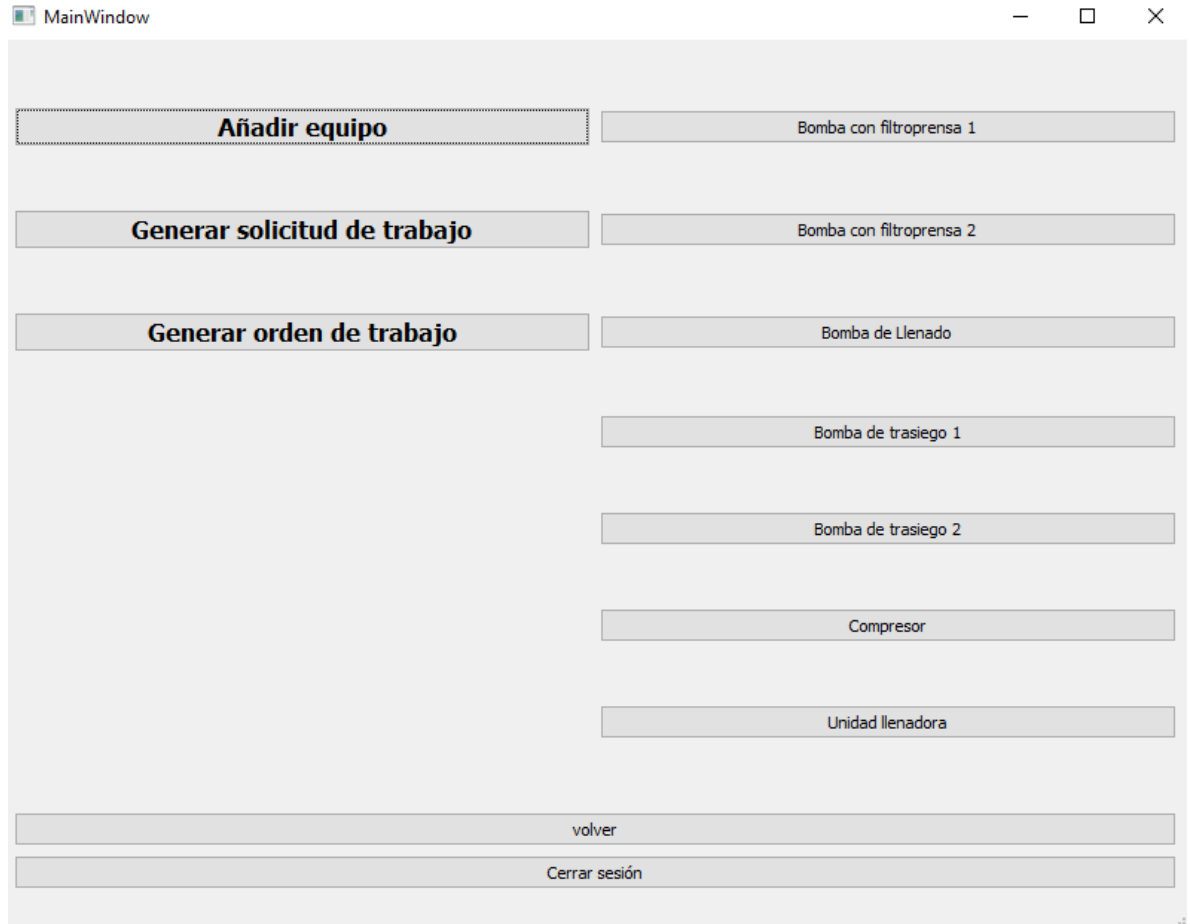 MainWindow
Añadir equipo
Bomba con filtroprensa 1
Generar solicitud de trabajo
Bomba con filtroprensa 2
Generar orden de trabajo
Bomba de Llenado
Bomba de trasiego 1
Bomba de trasiego 2
Compresor
Unidad llenadora
volver
Cerrar sesión